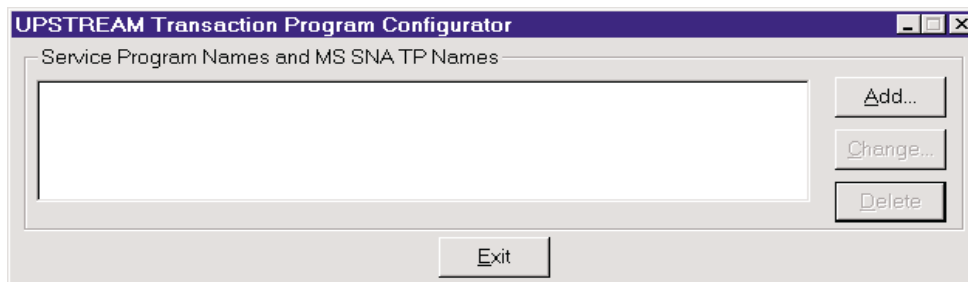 UPSTREAM Transaction Program Configurator
Service Program Names and MS SNA TP Names
Add...
Change...
Delete
Exit